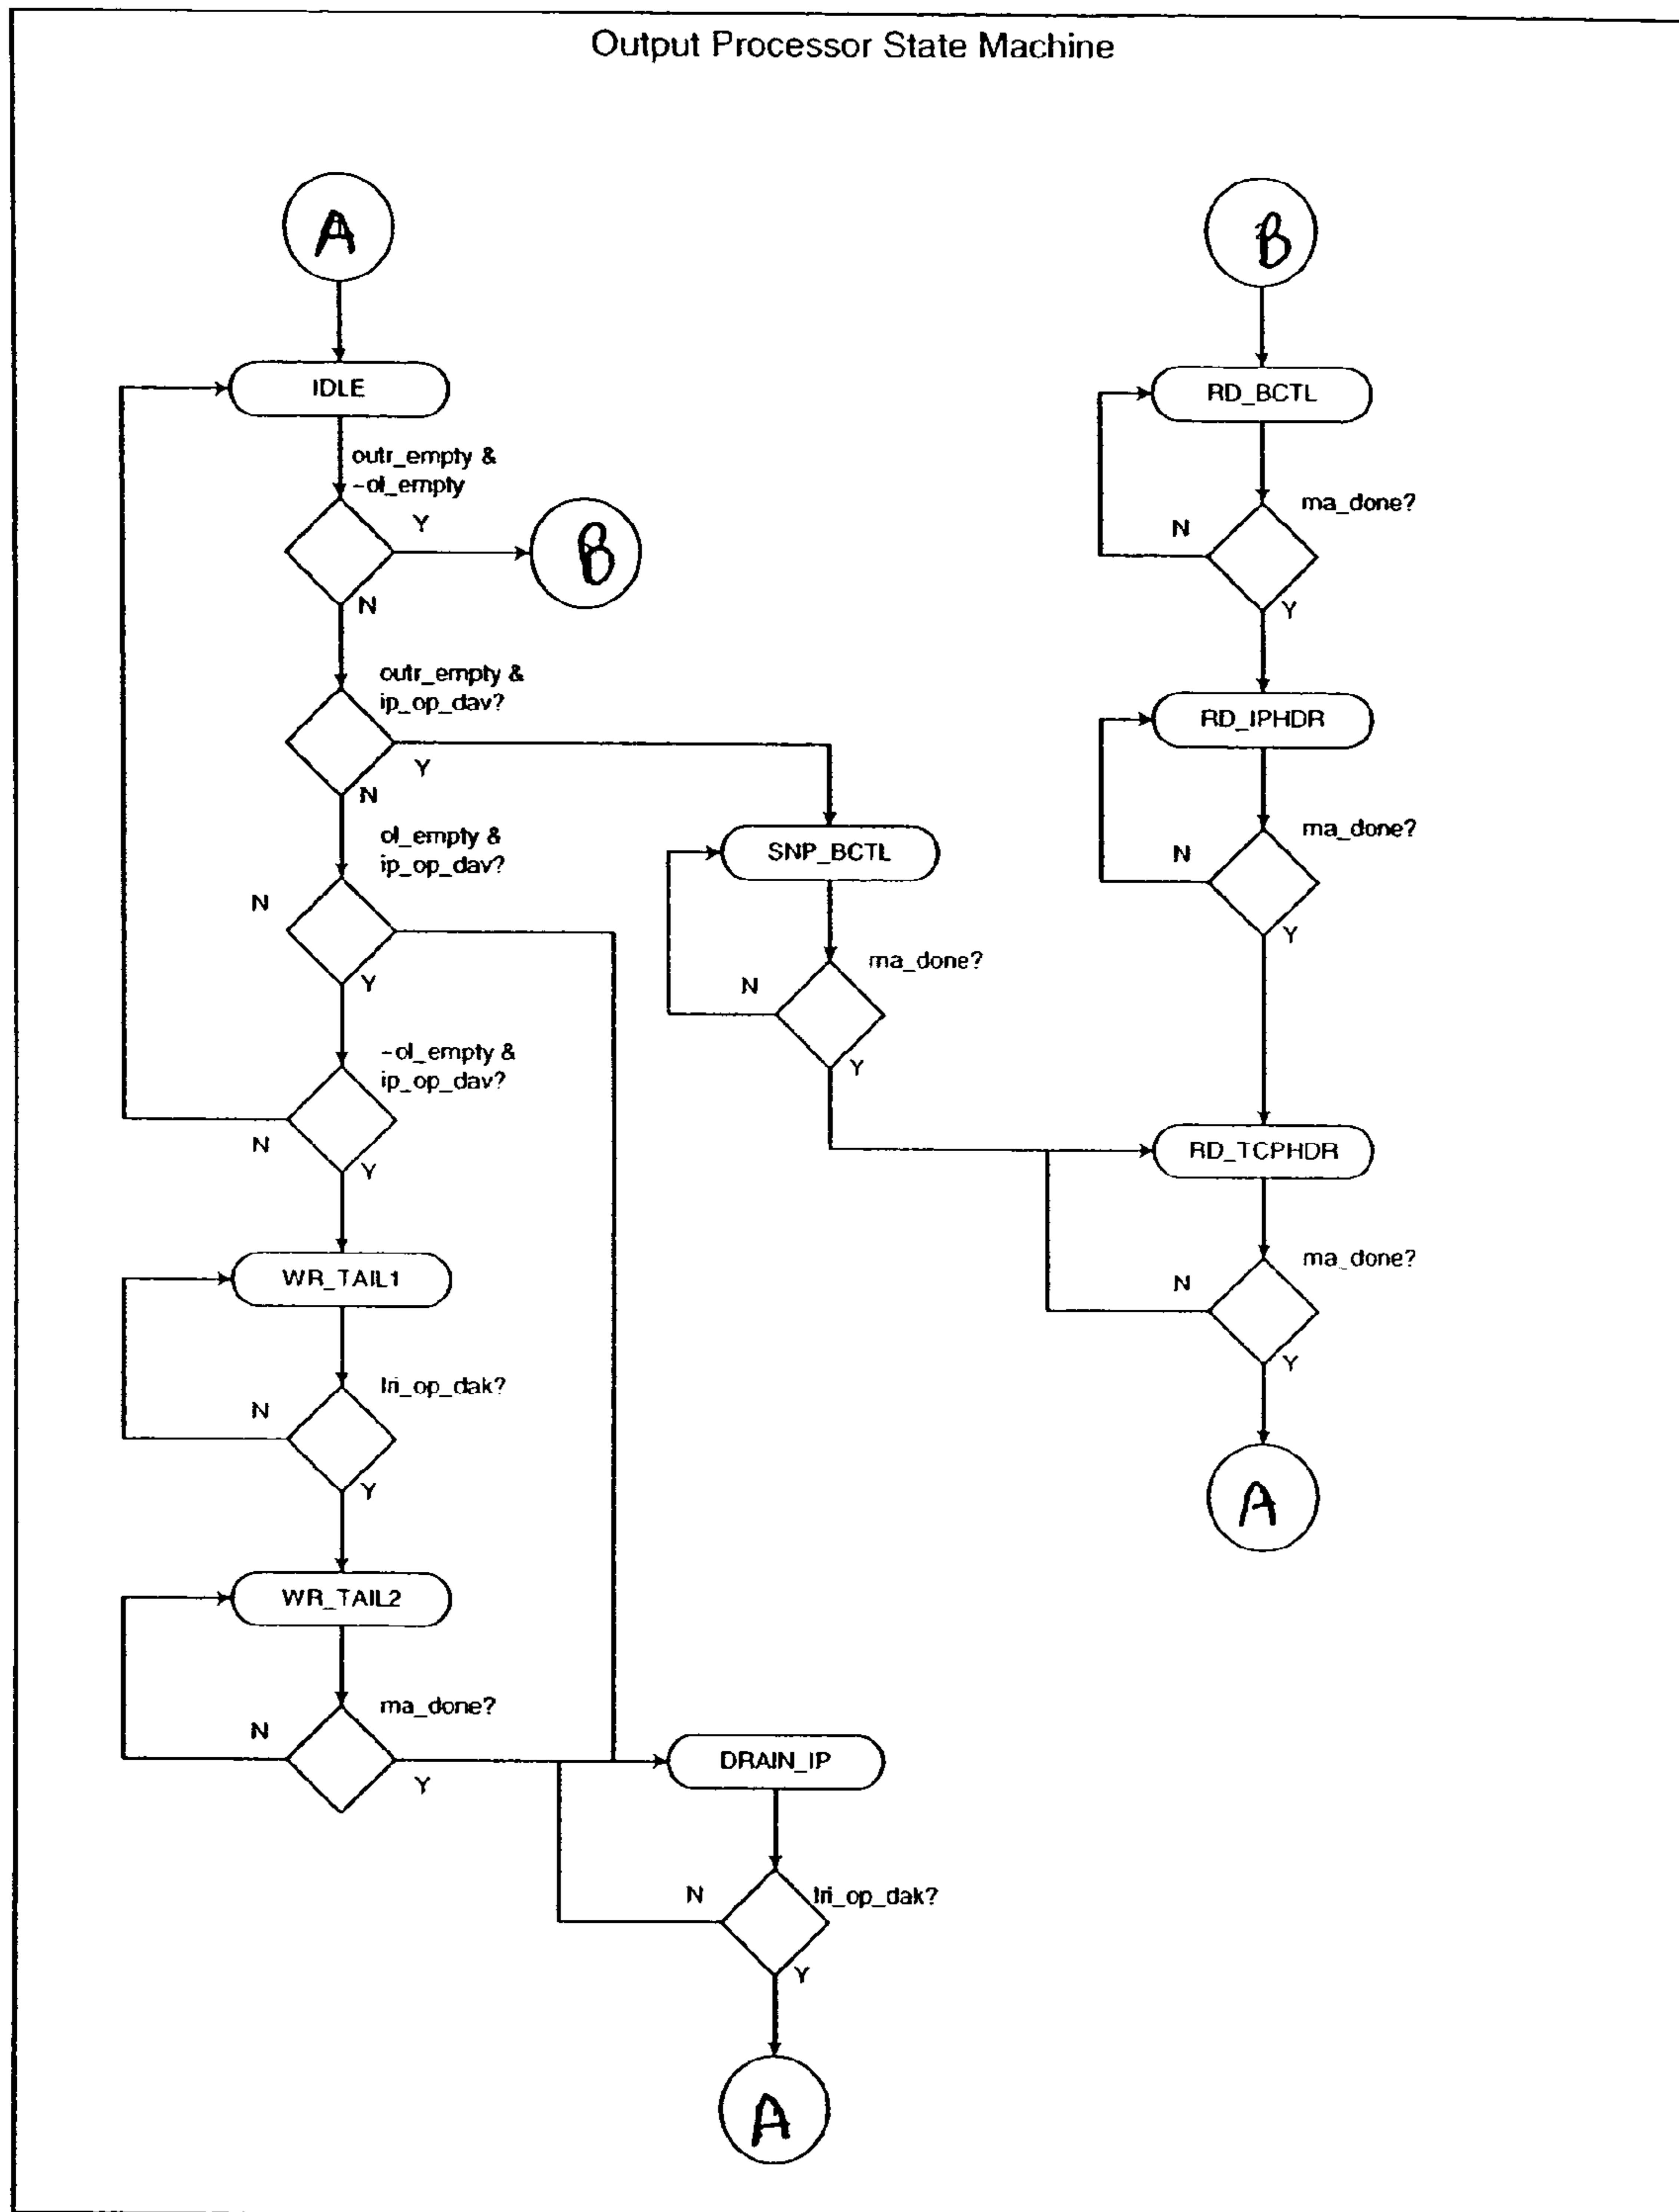 Output Processor State Machine
A
IDLE
outr_empty &
~ol_empty
Y
B
N
outr_empty &
ip_op_dav?
Y
N
ol_empty &
ip_op_dav?
N
Y
~ol_empty &
ip_op_dav?
N
Y
WR_TAIL1
lri_op_dak?
N
Y
WR_TAIL2
ma_done?
N
Y
SNP_BCTL
ma_done?
N
Y
DRAIN_IP
lri_op_dak?
N
Y
A
B
RD_BCTL
ma_done?
N
Y
RD_IPHDR
ma_done?
N
Y
RD_TCPHDR
ma_done?
N
Y
A